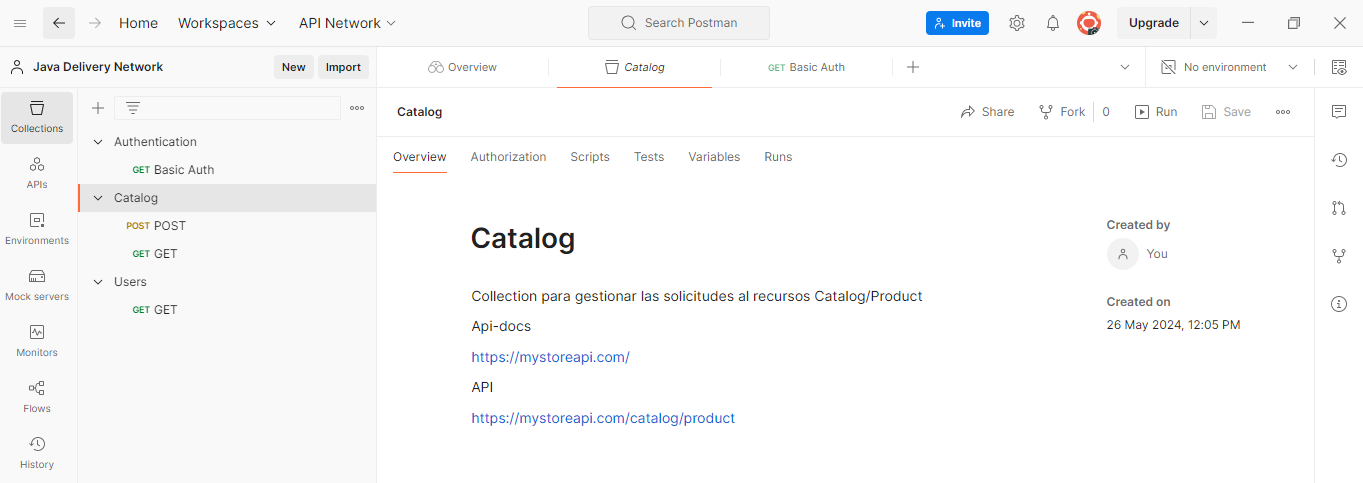 Home Workspaces API Network Search Postman Invite Upgrade
Java Delivery Network New Import Overview Catalog GET Basic Auth No environment
Collections
APIs
Environments
Mock servers
Monitors
Flows
History
Authentication
GET Basic Auth
Catalog
POST POST
GET GET
Users
GET GET
Catalog Share Fork 0 Run Save
Overview Authorization Scripts Tests Variables Runs
Catalog
Collection para gestionar las solicitudes al recursos Catalog/Product
Api-docs
https://mystoreapi.com/
API
https://mystoreapi.com/catalog/product
Created by
You
Created on
26 May 2024, 12:05 PM